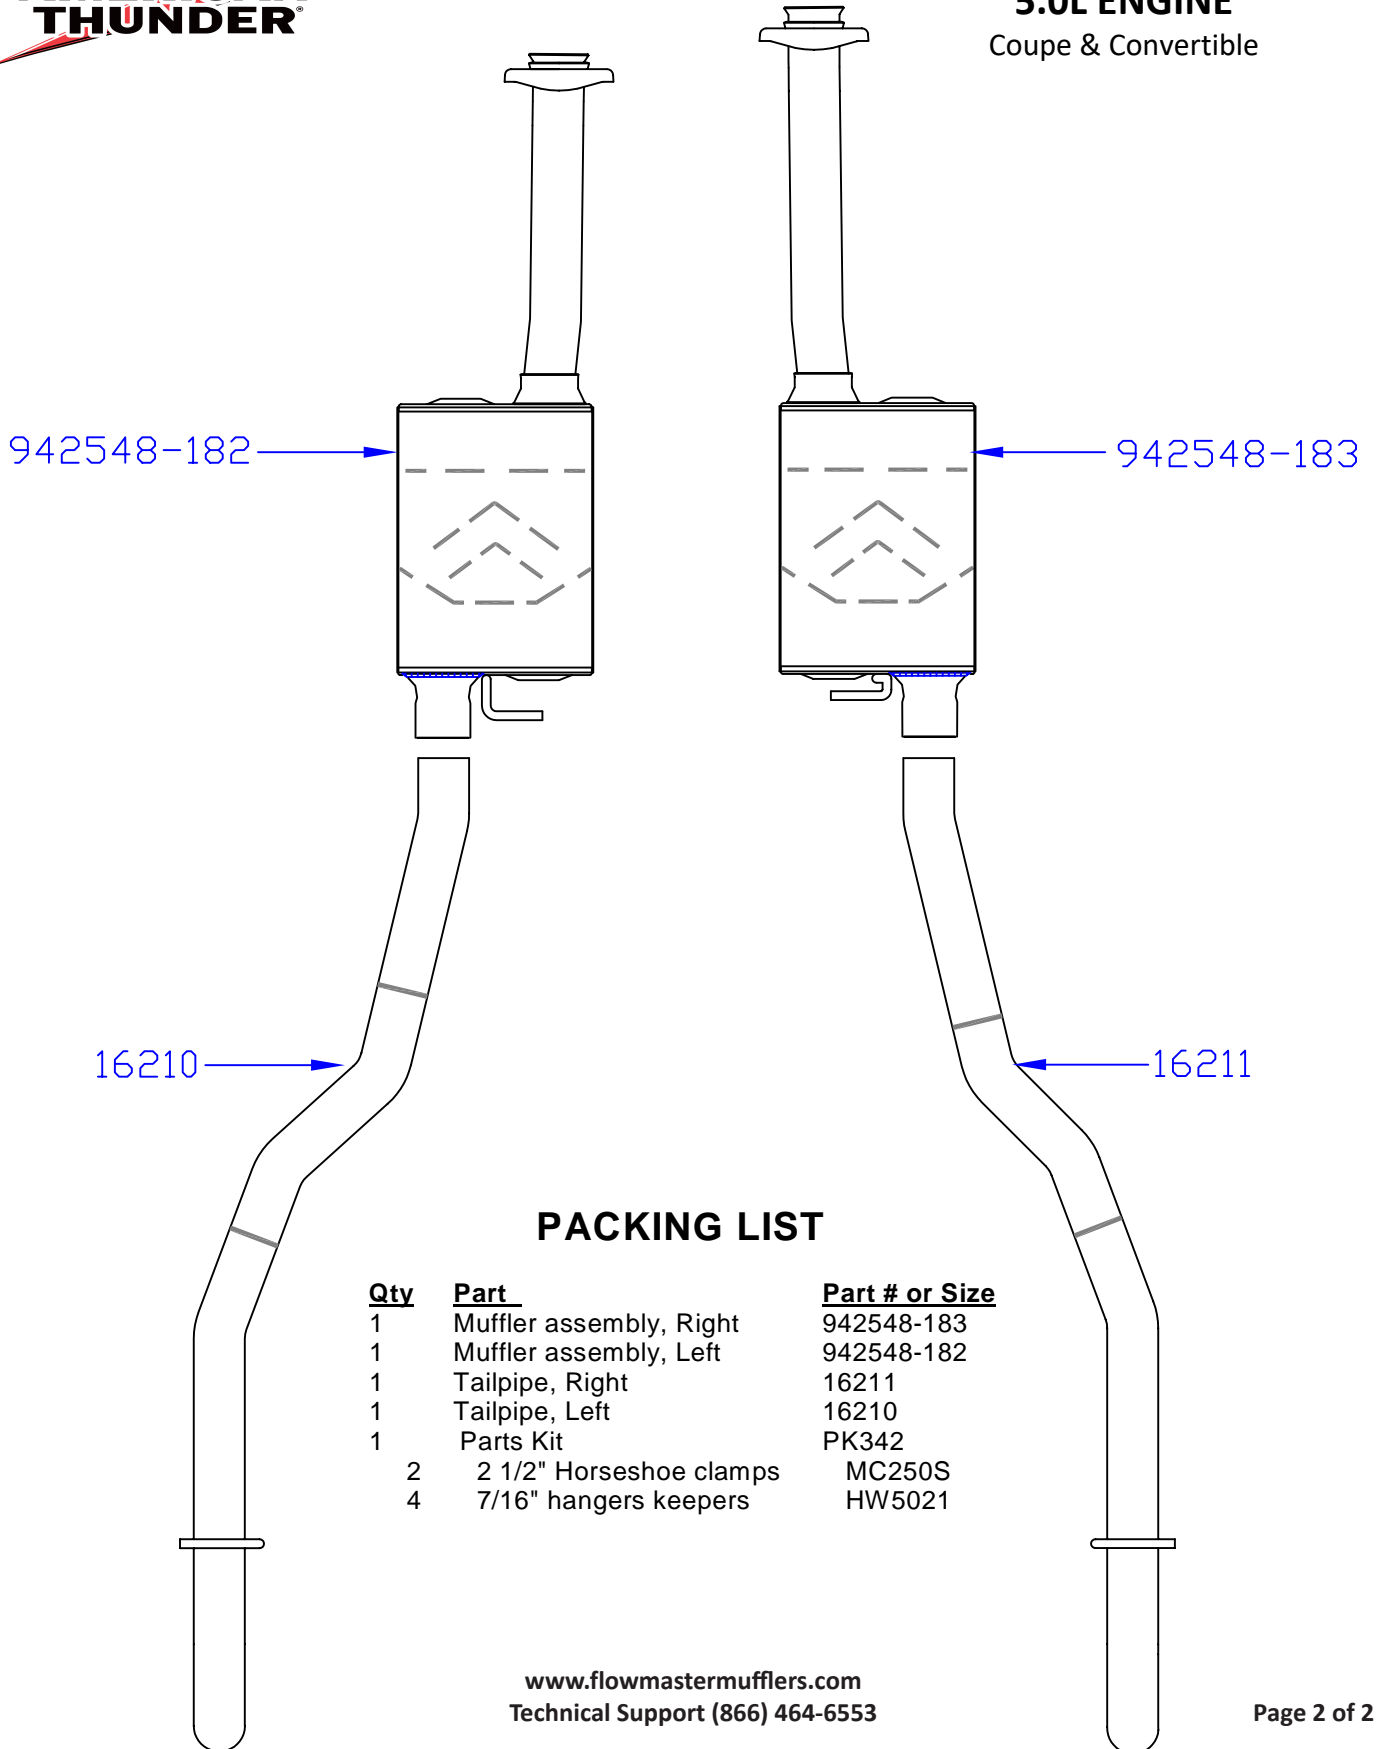 THUNDER®
5.0L ENGINE
Coupe & Convertible
942548-182
942548-183
16210
16211
PACKING LIST
Qty Part Part # or Size
1 Muffler assembly, Right 942548-183
1 Muffler assembly, Left 942548-182
1 Tailpipe, Right 16211
1 Tailpipe, Left 16210
1 Parts Kit PK342
2 2 1/2" Horseshoe clamps MC250S
4 7/16" hangers keepers HW5021
www.flowmastermufflers.com
Technical Support (866) 464-6553
Page 2 of 2